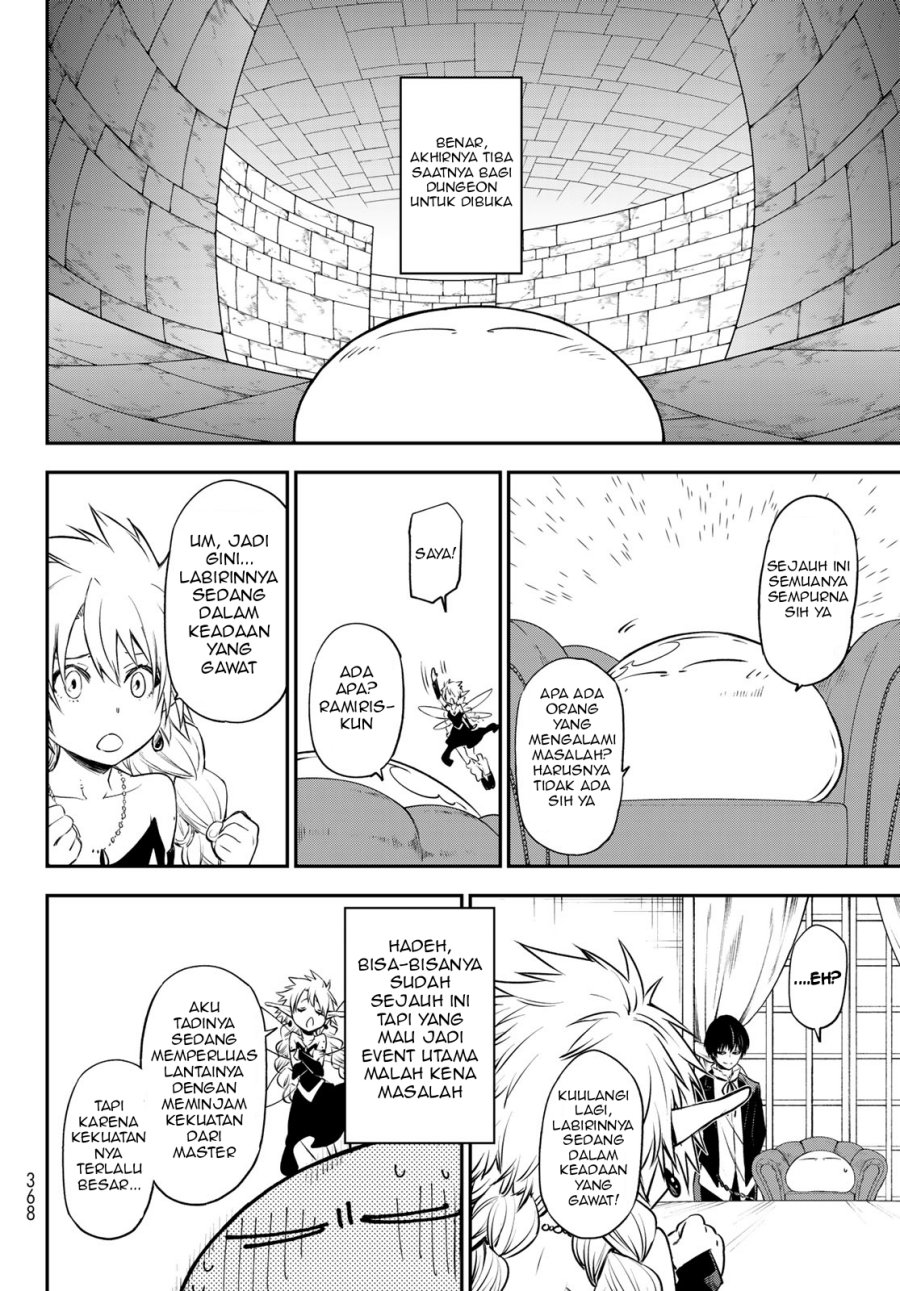 BENAR,
AKHIRNYA TIBA
SAATNYA BAGI
DUNGEON
UNTUK DIBUKA
SEJAUH INI
SEMUANYA
SEMPURNA
SIH YA
APA ADA
ORANG
YANG
MENGALAMI
MASALAH?
HARUSNYA
TIDAK ADA
SIH YA
SAYA!
ADA
APA?
RAMIRIS-
KUN
UM, JADI
GINI...
LABIRINNYA
SEDANG
DALAM
KEADAAN
YANG
GAWAT
....EH?
KUULANGI
LAGI,
LABIRINNYA
SEDANG
DALAM
KEADAAN
YANG
GAWAT!
HADEH,
BISA-BISANYA
SUDAH
SEJAUH INI
TAPI YANG
MAU JADI
EVENT UTAMA
MALAH KENA
MASALAH
AKU
TADINYA
SEDANG
MEMPERLUAS
LANTAINYA
DENGAN
MEMINJAM
KEKUATAN
DARI
MASTER
TAPI
KARENA
KEKUATAN
NYA
TERLALU
BESAR...
368